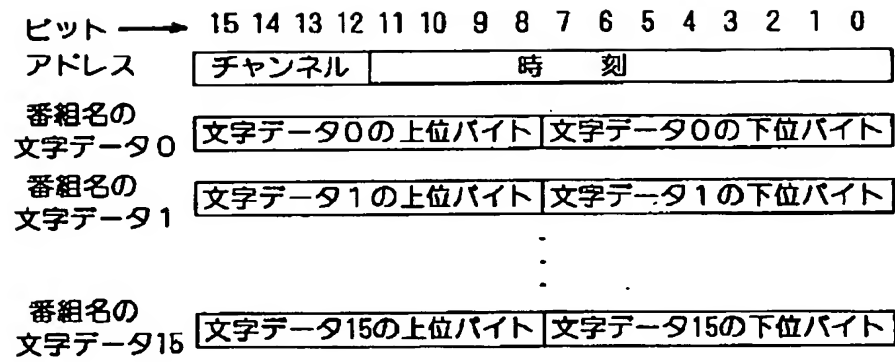 ビット → 15 14 13 12 11 10 9 8 7 6 5 4 3 2 1 0
アドレス チャンネル 時 刻
番組名の
文字データ0 文字データ0の上位バイト 文字データ0の下位バイト
番組名の
文字データ1 文字データ1の上位バイト 文字データ1の下位バイト
番組名の
文字データ15 文字データ15の上位バイト 文字データ15の下位バイト